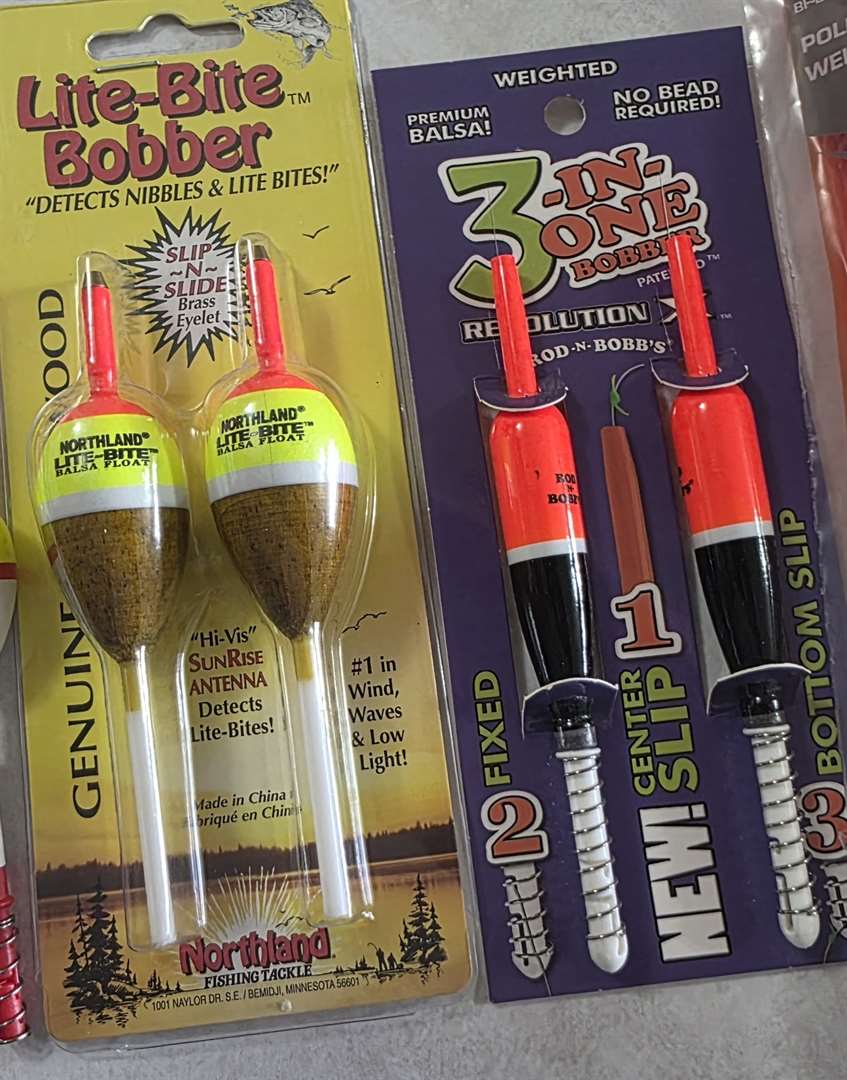 Lite-Bite™
Bobber
"DETECTS NIBBLES & LITE BITES!"
SLIP
~N~
SLIDE
Brass
Eyelet
GENUINE
OOD
NORTHLAND®
LITE-BITE™
BALSA FLOAT
NORTHLAND®
LITE-BITE™
BALSA FLOAT
"Hi-Vis"
SUNRISE
ANTENNA
Detects
Lite-Bites!
#1 in
Wind,
Waves
& Low
Light!
Made in China
Fabriqué en Chine
Northland®
FISHING TACKLE
1001 NAYLOR DR. S.E. / BEMIDJI, MINNESOTA 56601
WEIGHTED
PREMIUM
BALSA!
NO BEAD
REQUIRED!
3-IN-
ONE
BOBBER
REVOLUTION X™
ROD-N-BOBB'S
ROD
-N-
BOBB'S
1
CENTER
SLIP
NEW!
2
FIXED
3
BOTTOM SLIP